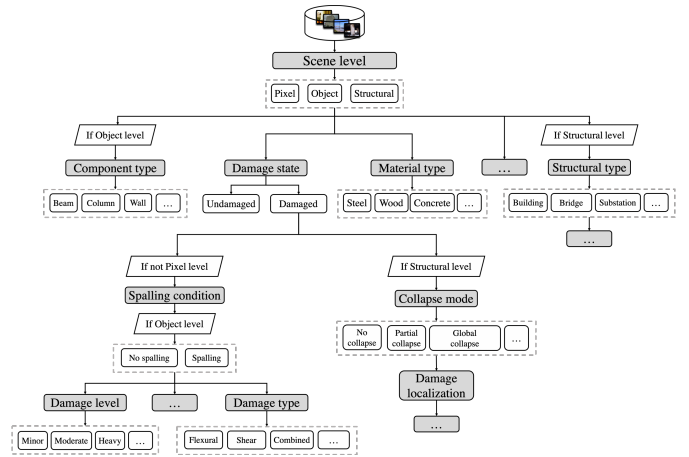 Scene level
Pixel Object Structural
If Object level If Structural level
Component type Damage state Material type ... Structural type
Beam Column Wall ... Undamaged Damaged Steel Wood Concrete ... Building Bridge Substation ...
...
If not Pixel level If Structural level
Spalling condition Collapse mode
If Object level
No collapse Partial collapse Global collapse ...
No spalling Spalling
Damage localization
Damage level ... Damage type
...
Minor Moderate Heavy ... Flexural Shear Combined ...